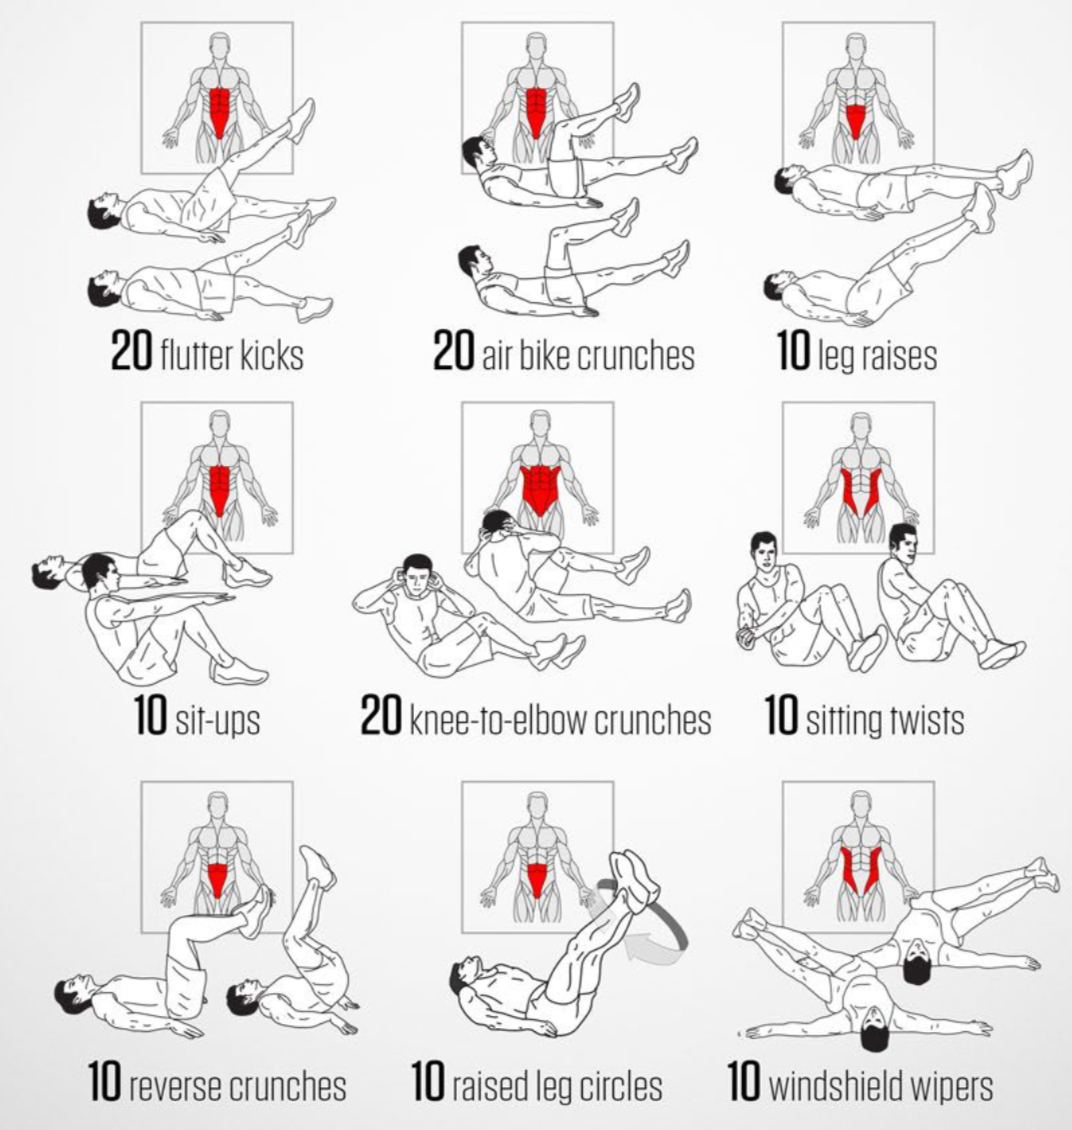 20 flutter kicks
20 air bike crunches
10 leg raises
10 sit-ups
20 knee-to-elbow crunches
10 sitting twists
10 reverse crunches
10 raised leg circles
10 windshield wipers